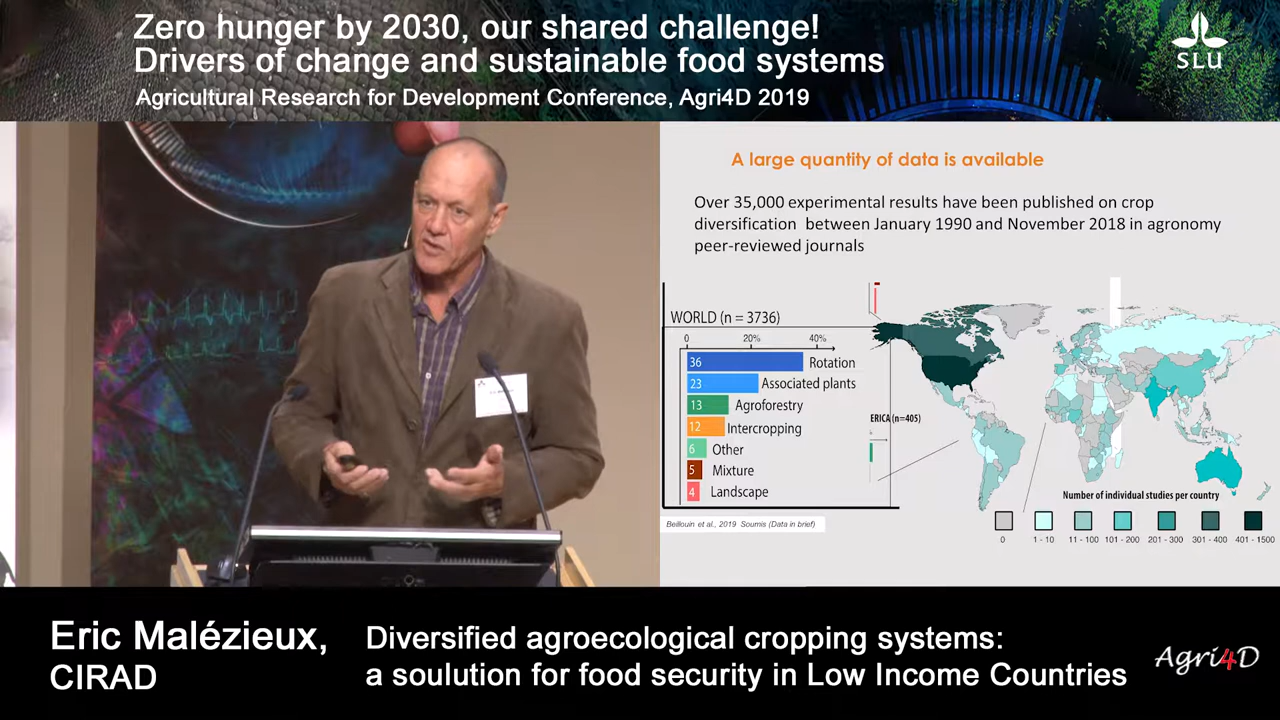 Zero hunger by 2030, our shared challenge!
Drivers of change and sustainable food systems
Agricultural Research for Development Conference, Agri4D 2019
SLU
A large quantity of data is available
Over 35,000 experimental results have been published on crop
diversification between January 1990 and November 2018 in agronomy
peer-reviewed journals
WORLD (n = 3736)
0 20% 40%
36 Rotation
23 Associated plants
13 Agroforestry
12 Intercropping
6 Other
5 Mixture
4 Landscape
ERICA (n=405)
Number of individual studies per country
0 1 - 10 11 - 100 101 - 200 201 - 300 301 - 400 401 - 1500
Beillouin et al., 2019 Soumis (Data in brief)
Eric Malézieux,
CIRAD
Diversified agroecological cropping systems:
a soulution for food security in Low Income Countries
Agri4D